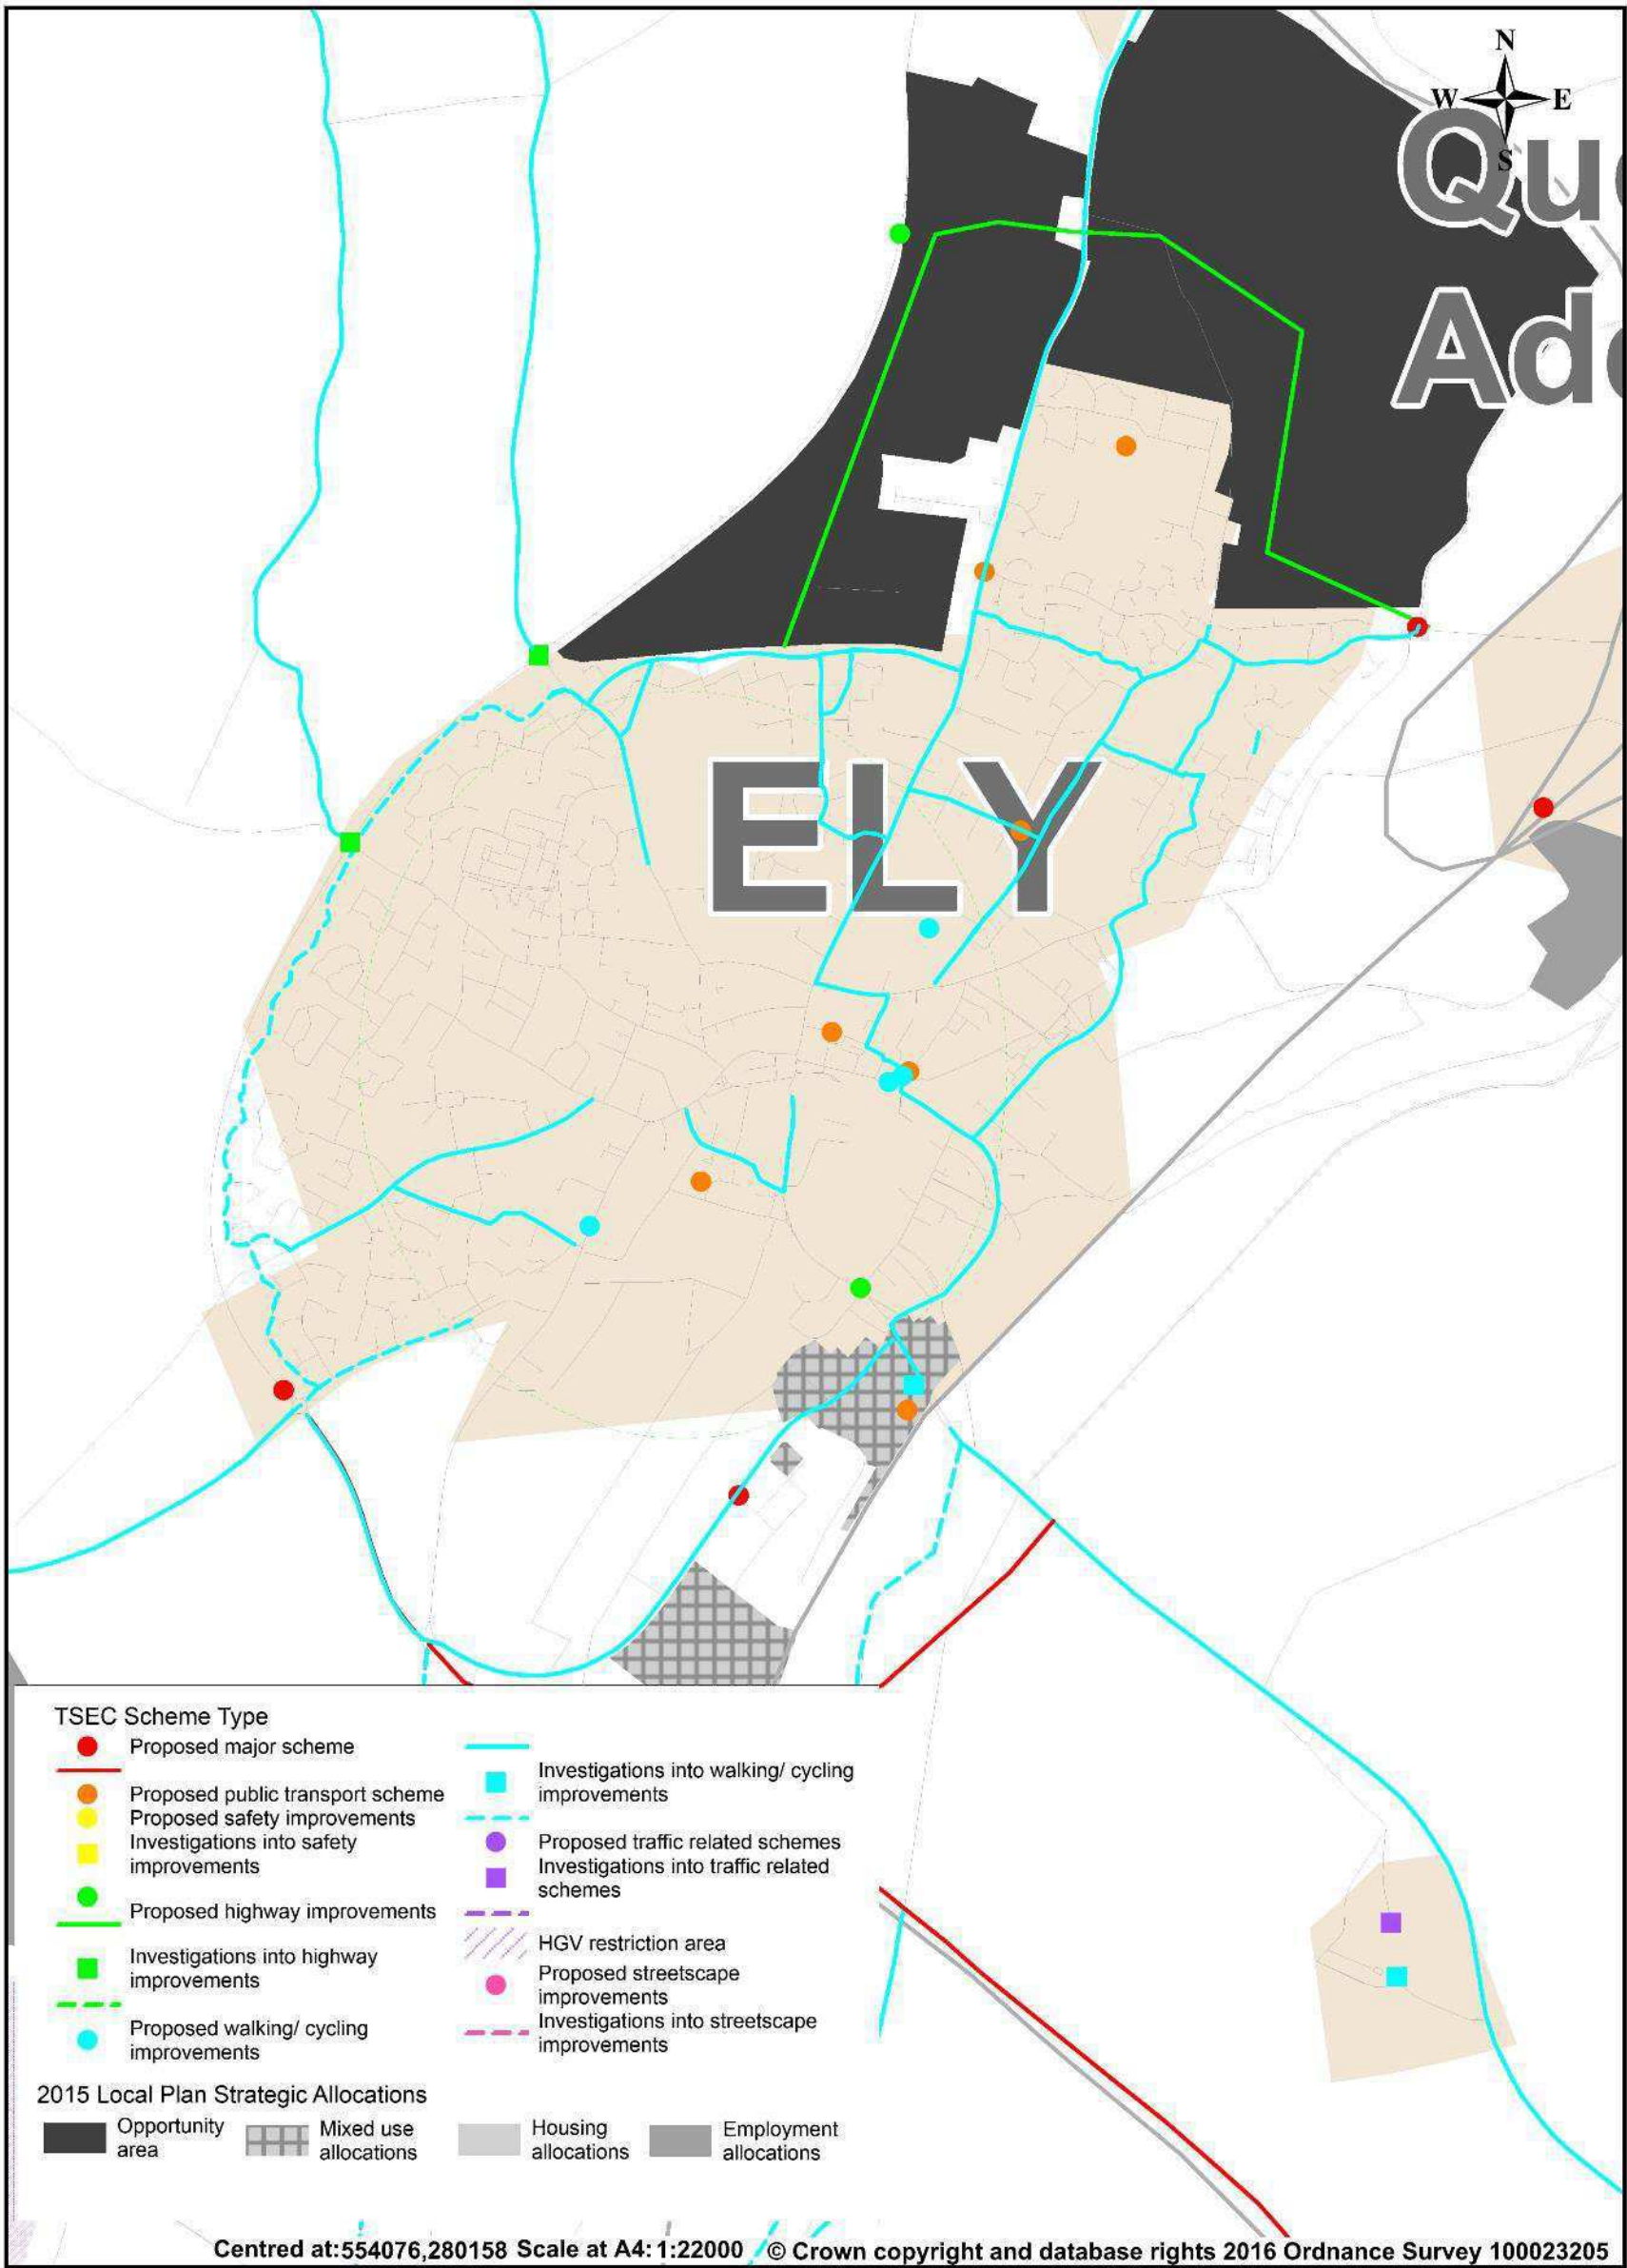 N
W E
S
Qu
Ad
ELY
TSEC Scheme Type
Proposed major scheme
Proposed public transport scheme
Proposed safety improvements
Investigations into safety
improvements
Proposed highway improvements
Investigations into highway
improvements
Proposed walking/ cycling
improvements
Investigations into walking/ cycling
improvements
Proposed traffic related schemes
Investigations into traffic related
schemes
HGV restriction area
Proposed streetscape
improvements
Investigations into streetscape
improvements
2015 Local Plan Strategic Allocations
Opportunity
area
Mixed use
allocations
Housing
allocations
Employment
allocations
Centred at:554076,280158 Scale at A4:1:22000 © Crown copyright and database rights 2016 Ordnance Survey 100023205